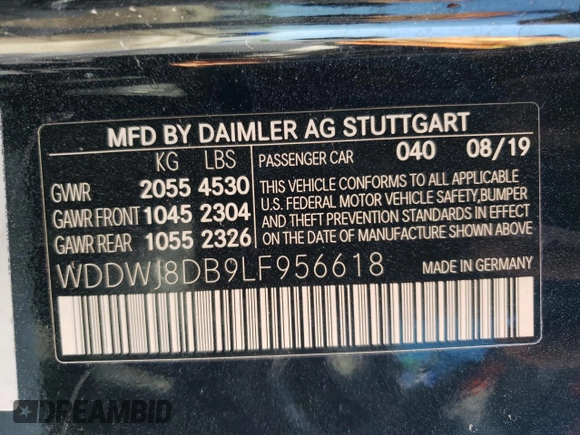 MFD BY DAIMLER AG STUTTGART
KG LBS PASSENGER CAR 040 08/19
GVWR 2055 4530 THIS VEHICLE CONFORMS TO ALL APPLICABLE
U.S. FEDERAL MOTOR VEHICLE SAFETY, BUMPER
GAWR FRONT 1045 2304 AND THEFT PREVENTION STANDARDS IN EFFECT
GAWR REAR 1055 2326 ON THE DATE OF MANUFACTURE SHOWN ABOVE.
WDDWJ8DB9LF956618 MADE IN GERMANY
DREAMBID